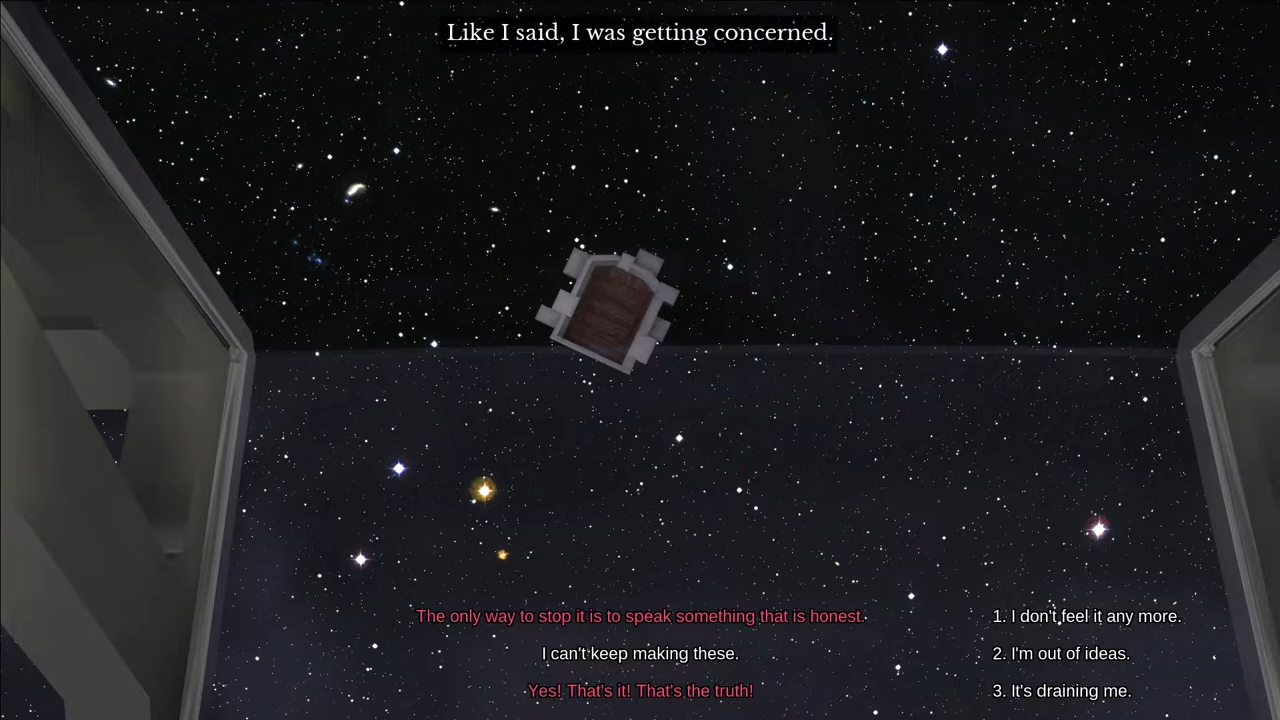 Like I said, I was getting concerned.
The only way to stop it is to speak something that is honest.
I can't keep making these.
Yes! That's it! That's the truth!
1. I don't feel it any more.
2. I'm out of ideas.
3. It's draining me.